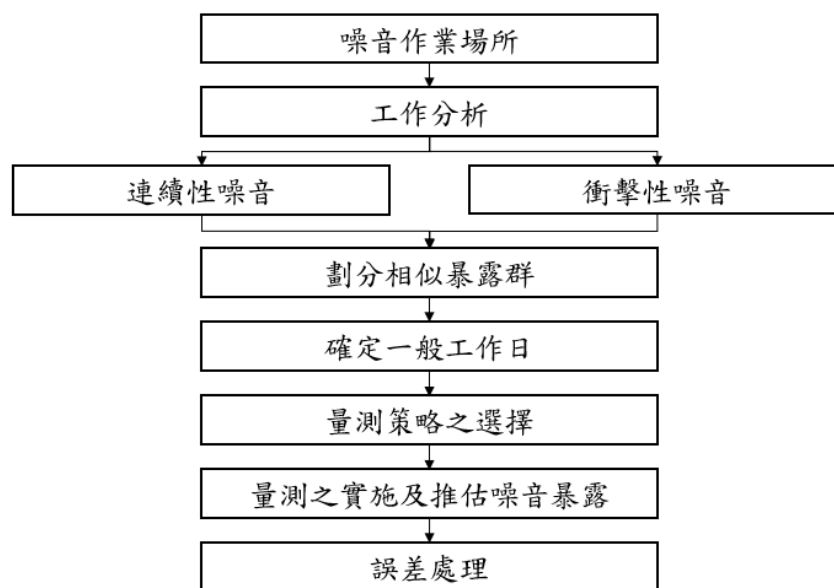 噪音作業場所
工作分析
連續性噪音
衝擊性噪音
劃分相似暴露群
確定一般工作日
量測策略之選擇
量測之實施及推估噪音暴露
誤差處理